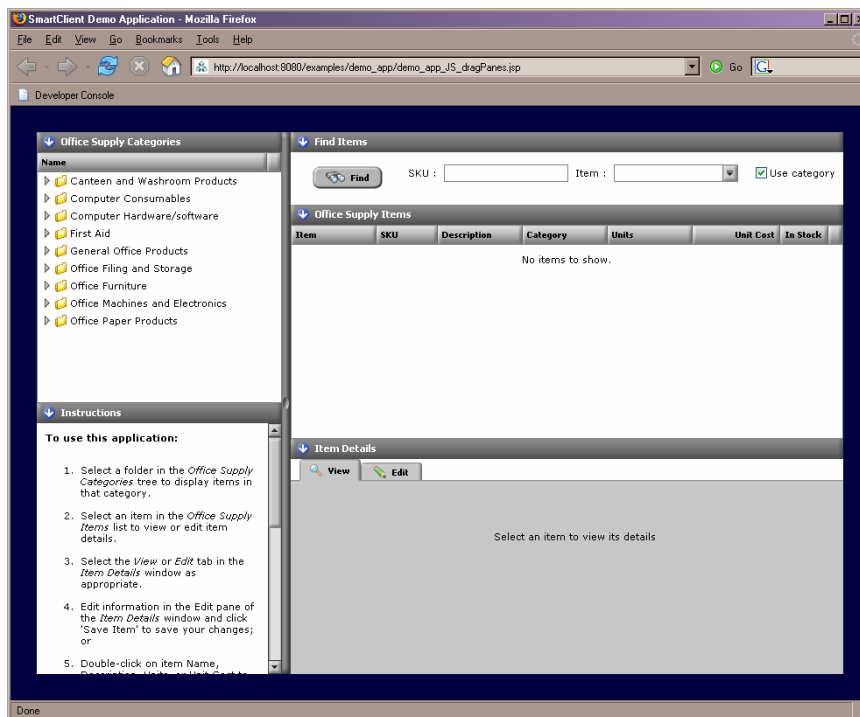 SmartClient Demo Application - Mozilla Firefox
File Edit View Go Bookmarks Tools Help
http://localhost:8080/examples/demo_app/demo_app_JS_dragPanes.jsp
Go
G
Developer Console
Office Supply Categories
Name
Canteen and Washroom Products
Computer Consumables
Computer Hardware/software
First Aid
General Office Products
Office Filing and Storage
Office Furniture
Office Machines and Electronics
Office Paper Products
Instructions
To use this application:
1. Select a folder in the Office Supply
Categories tree to display items in
that category.
2. Select an item in the Office Supply
Items list to view or edit item
details.
3. Select the View or Edit tab in the
Item Details window as
appropriate.
4. Edit information in the Edit pane of
the Item Details window and click
'Save Item' to save your changes;
or
5. Double-click on item Name,
Description, Units, or Unit Cost to
Find Items
Find SKU : Item : Use category
Office Supply Items
Item SKU Description Category Units Unit Cost In Stock
No items to show.
Item Details
View Edit
Select an item to view its details
Done